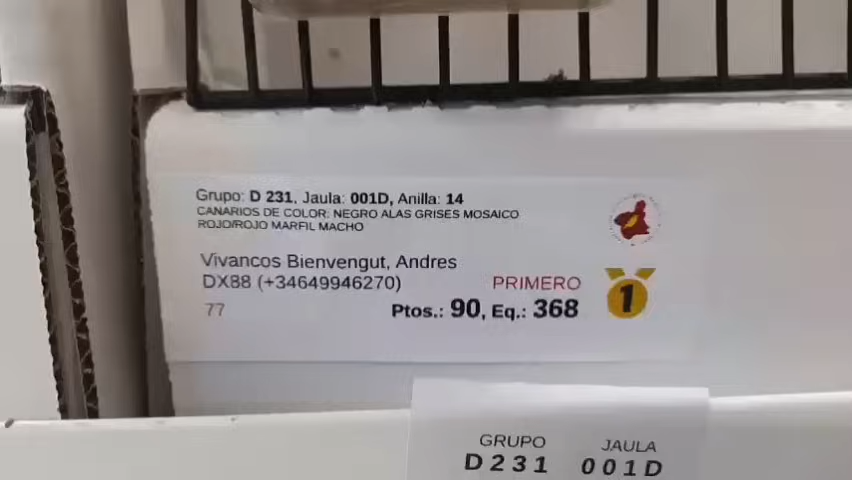 Grupo: D 231, Jaula: 001D, Anilla: 14
CANARIOS DE COLOR: NEGRO ALAS GRISES MOSAICO
ROJO/ROJO MARFIL MACHO
Vivancos Bienvengut, Andres
DX88 (+34649946270)
PRIMERO
77
Ptos.: 90, Eq.: 368
1
GRUPO JAULA
D231 001D